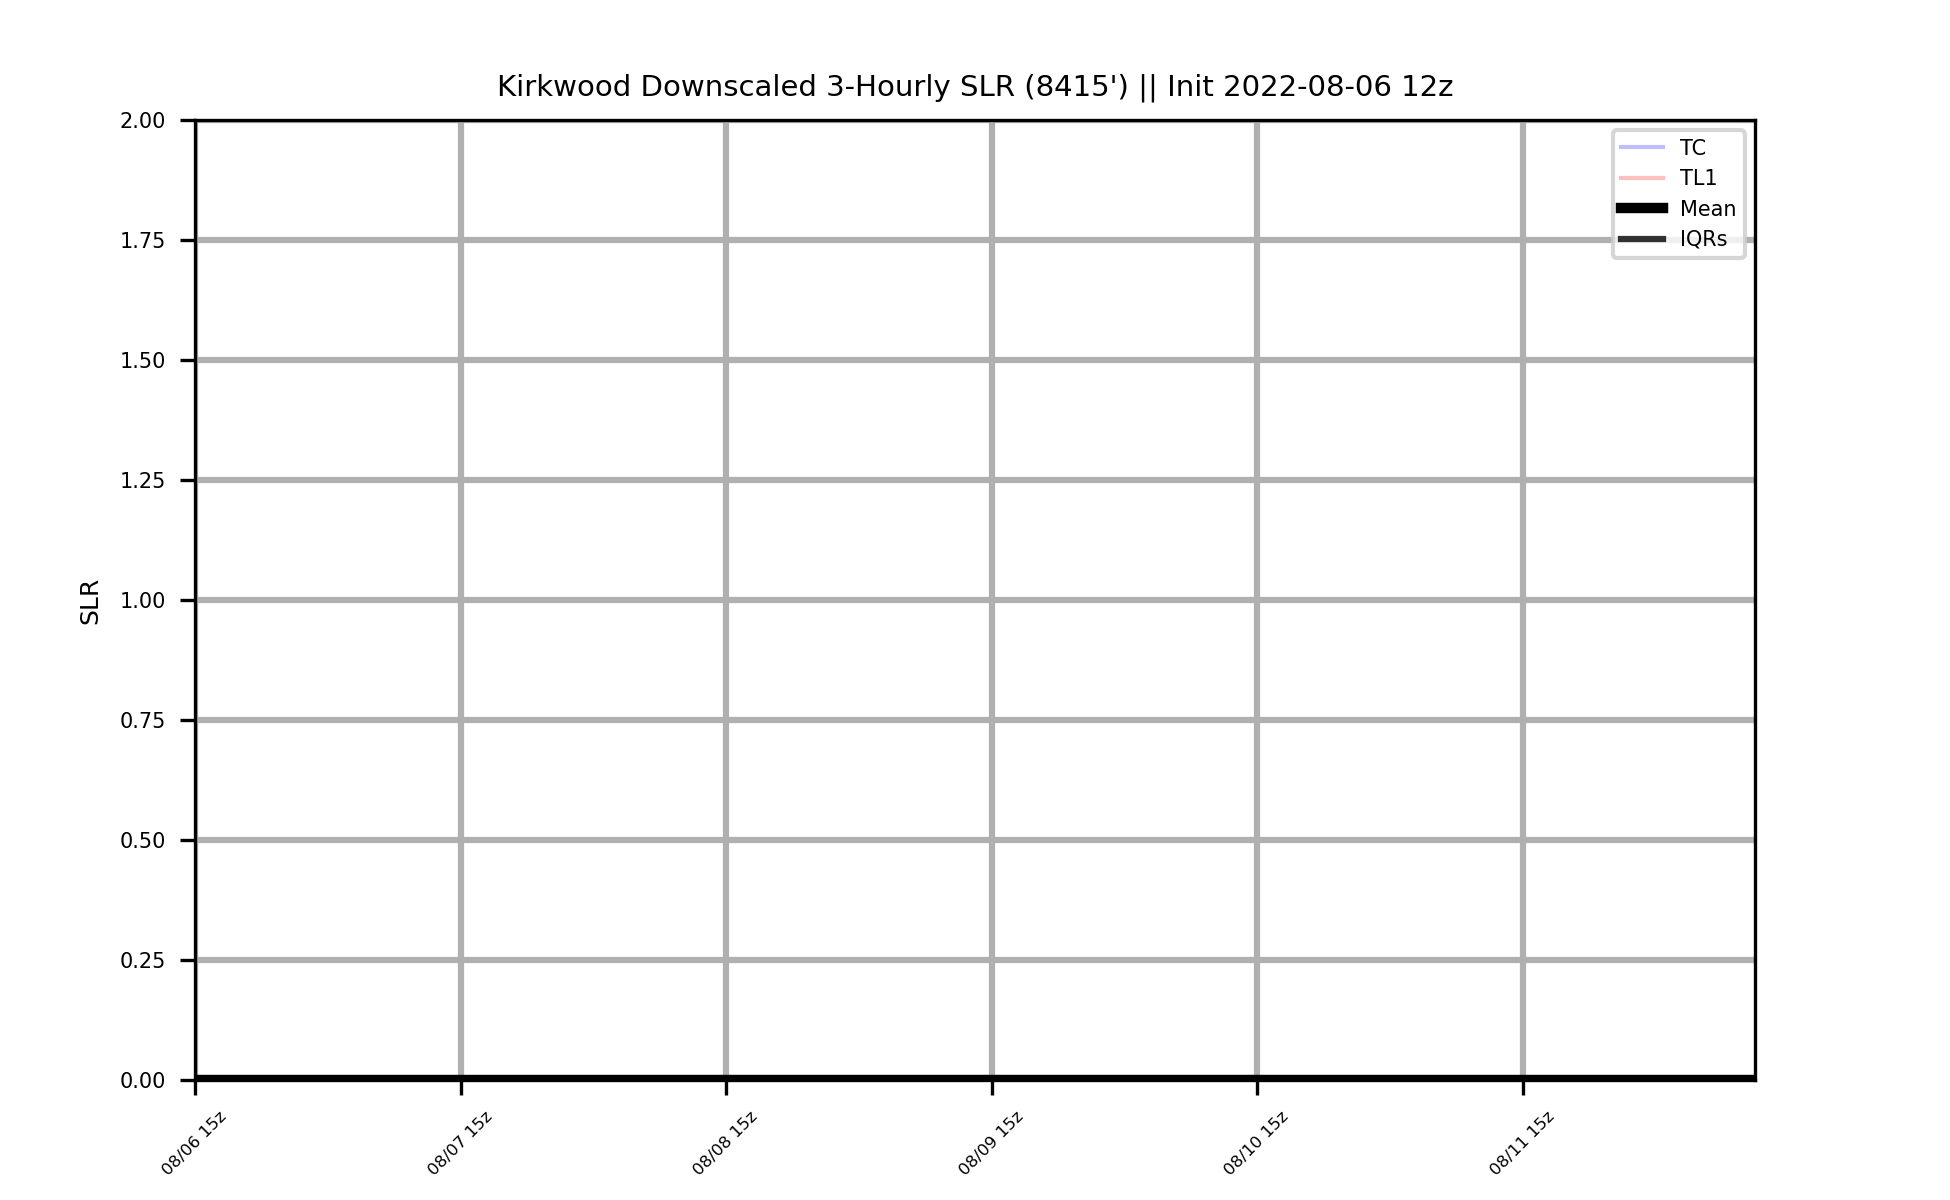 Kirkwood Downscaled 3-Hourly SLR (8415') || Init 2022-08-06 12z
2.00
1.75
1.50
1.25
1.00
0.75
0.50
0.25
0.00
SLR
TC
TL1
Mean
IQRs
08/06 15z
08/07 15z
08/08 15z
08/09 15z
08/10 15z
08/11 15z